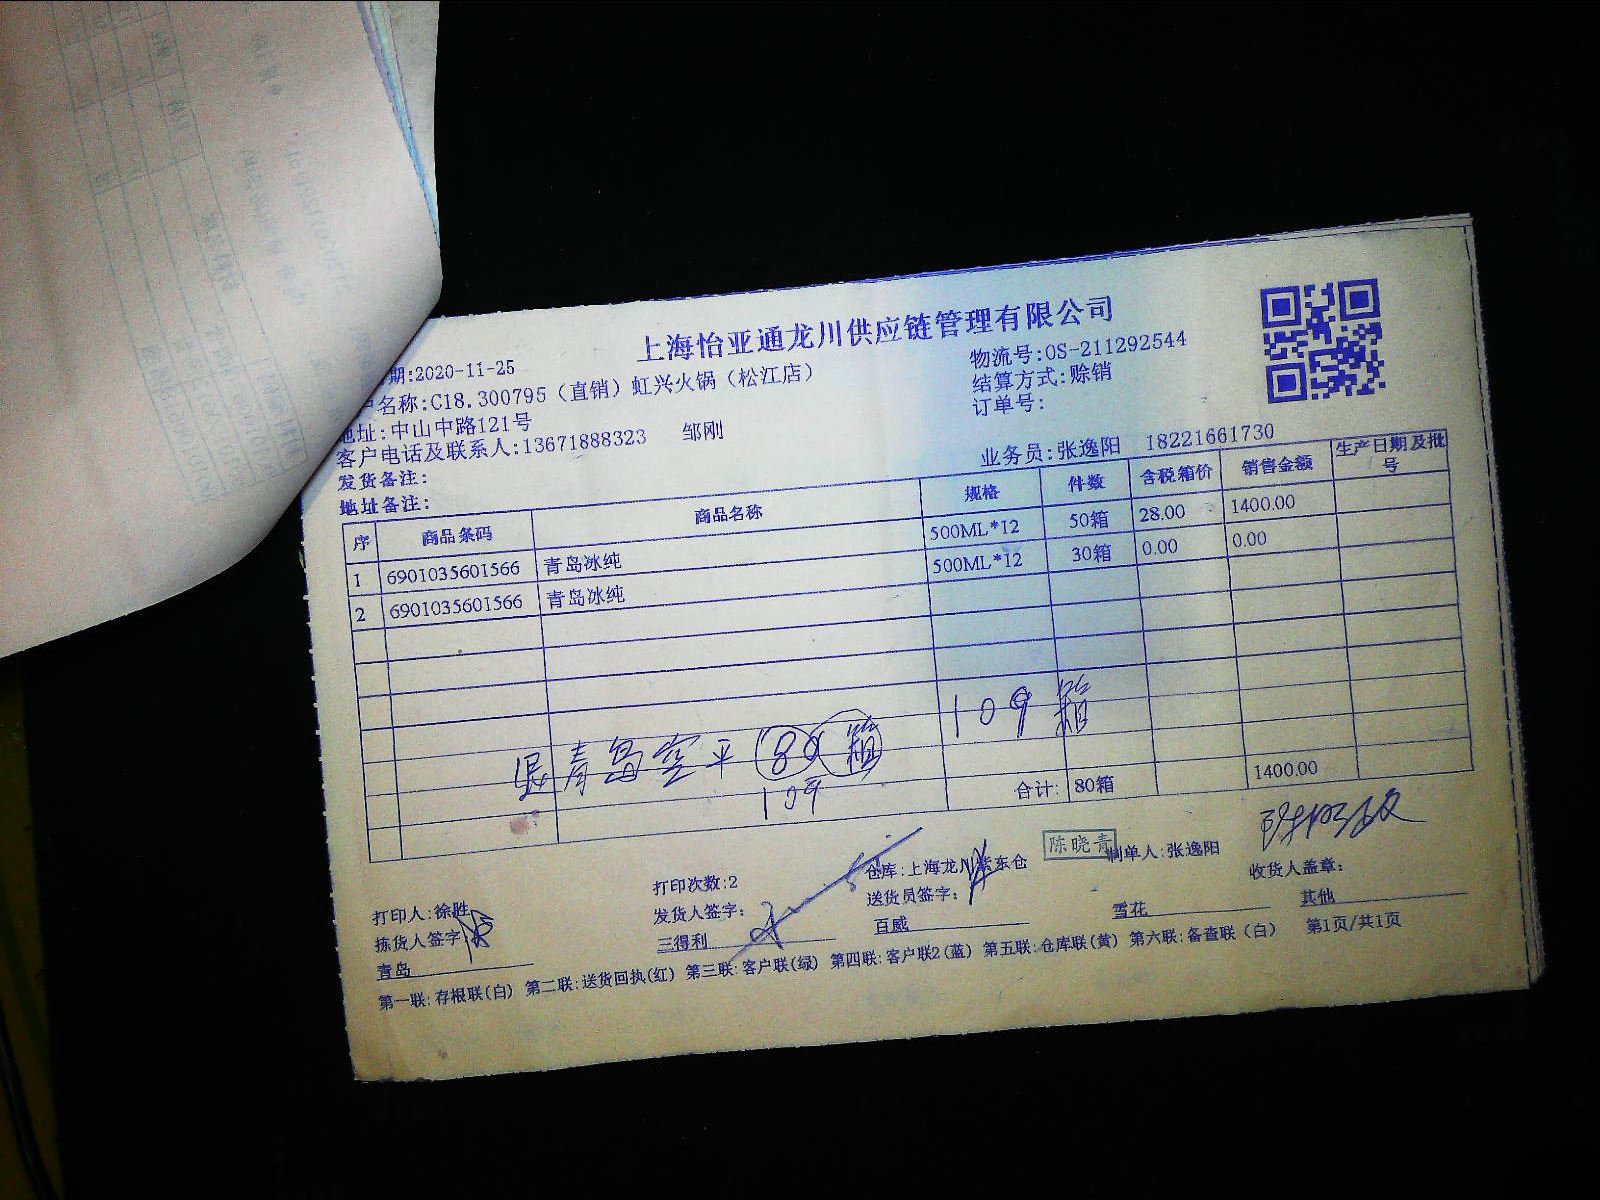 上海怡亚通龙川供应链管理有限公司
期:2020-11-25
物流号:OS-211292544
名称:C18.300795（直销）虹兴火锅（松江店）
结算方式:赊销
地址:中山中路121号
订单号:
客户电话及联系人:13671888323 邹刚
业务员:张逸阳 18221661730
发货备注:
地址备注:
序 商品条码 商品名称 规格 件数 含税箱价 销售金额 生产日期及批号
1 6901035601566 青岛冰纯 500ML*12 50箱 28.00 1400.00
2 6901035601566 青岛冰纯 500ML*12 30箱 0.00 0.00
109箱
退青岛空平80箱
109
合计: 80箱 1400.00
陈晓青
打印人:徐胜 打印次数:2 仓库:上海龙川紫东仓 制单人:张逸阳
拣货人签字: 发货人签字: 送货员签字: 收货人盖章:
青岛 三得利 百威 雪花 其他
第一联:存根联(白) 第二联:送货回执(红) 第三联:客户联(绿) 第四联:客户联2(蓝) 第五联:仓库联(黄) 第六联:备查联(白) 第1页/共1页